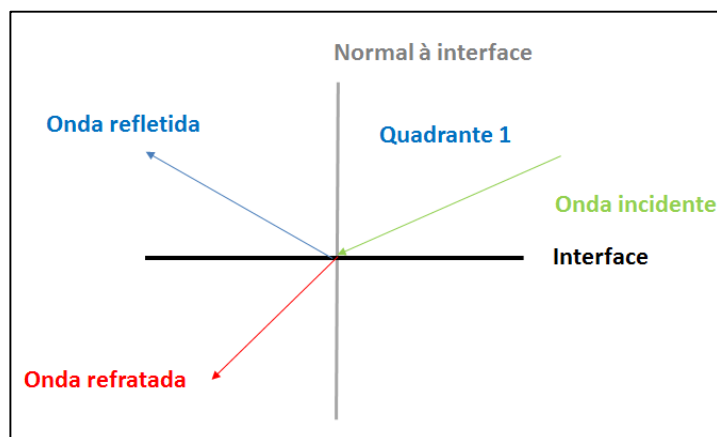 Normal à interface
Onda refletida
Quadrante 1
Onda incidente
Interface
Onda refratada